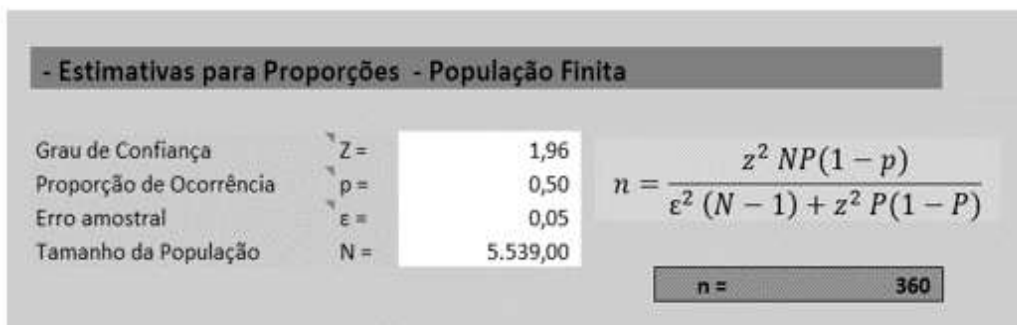 - Estimativas para Proporções - População Finita
Grau de Confiança Z = 1,96
Proporção de Ocorrência p = 0,50
Erro amostral ε = 0,05
Tamanho da População N = 5.539,00
n = z² NP(1 − p) / ε² (N − 1) + z² P(1 − P)
n = 360